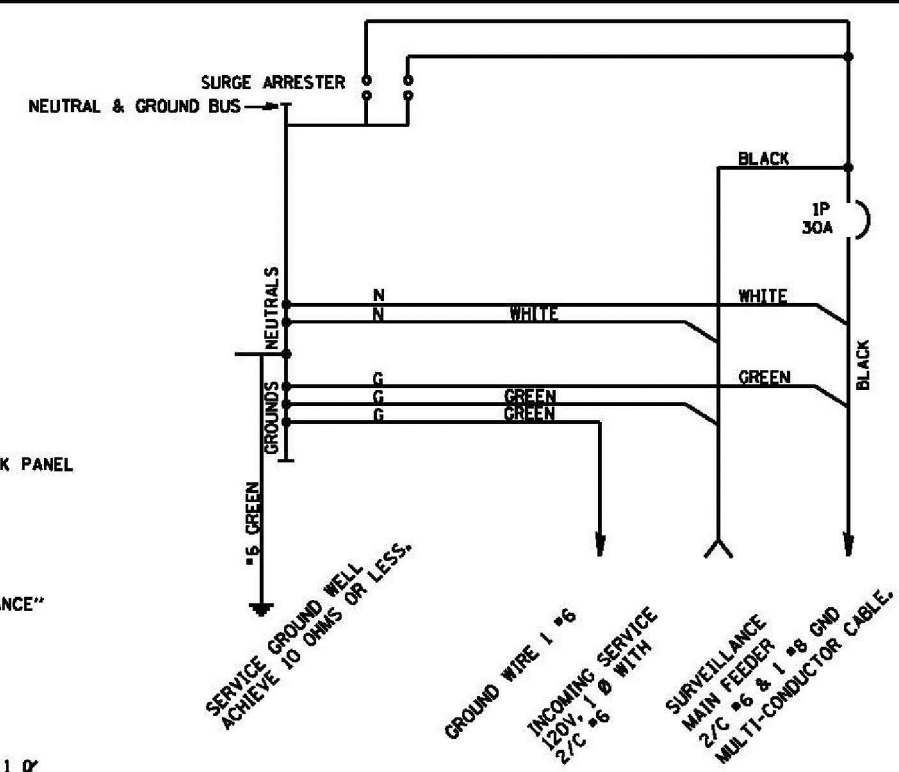 SURGE ARRESTER
NEUTRAL & GROUND BUS
BLACK
1P
30A
NEUTRALS
N
WHITE
N
WHITE
BLACK
GROUNDS
G
GREEN
G
GREEN
G
GREEN
K PANEL
#6 GREEN
ANCE"
SERVICE GROUND WELL
ACHIEVE 10 OHMS OR LESS.
GROUND WIRE 1 #6
INCOMING SERVICE
120V, 1 Ø WITH
2/C #6
SURVEILLANCE
MAIN FEEDER
2/C #6 & 1 #8 GND
MULTI-CONDUCTOR CABLE.